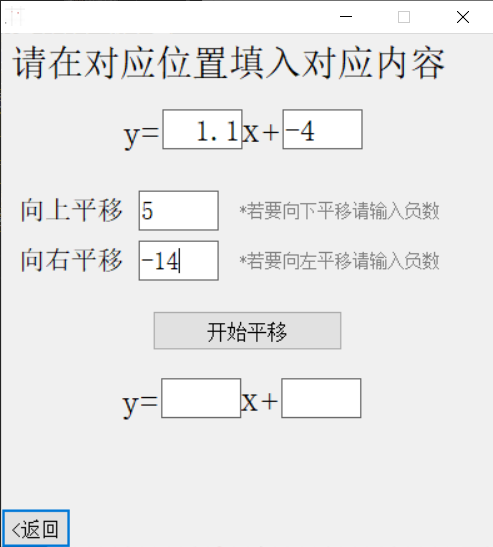 请在对应位置填入对应内容
y= 1.1 x+ -4
向上平移 5 *若要向下平移请输入负数
向右平移 -14 *若要向左平移请输入负数
开始平移
y= x+
<返回